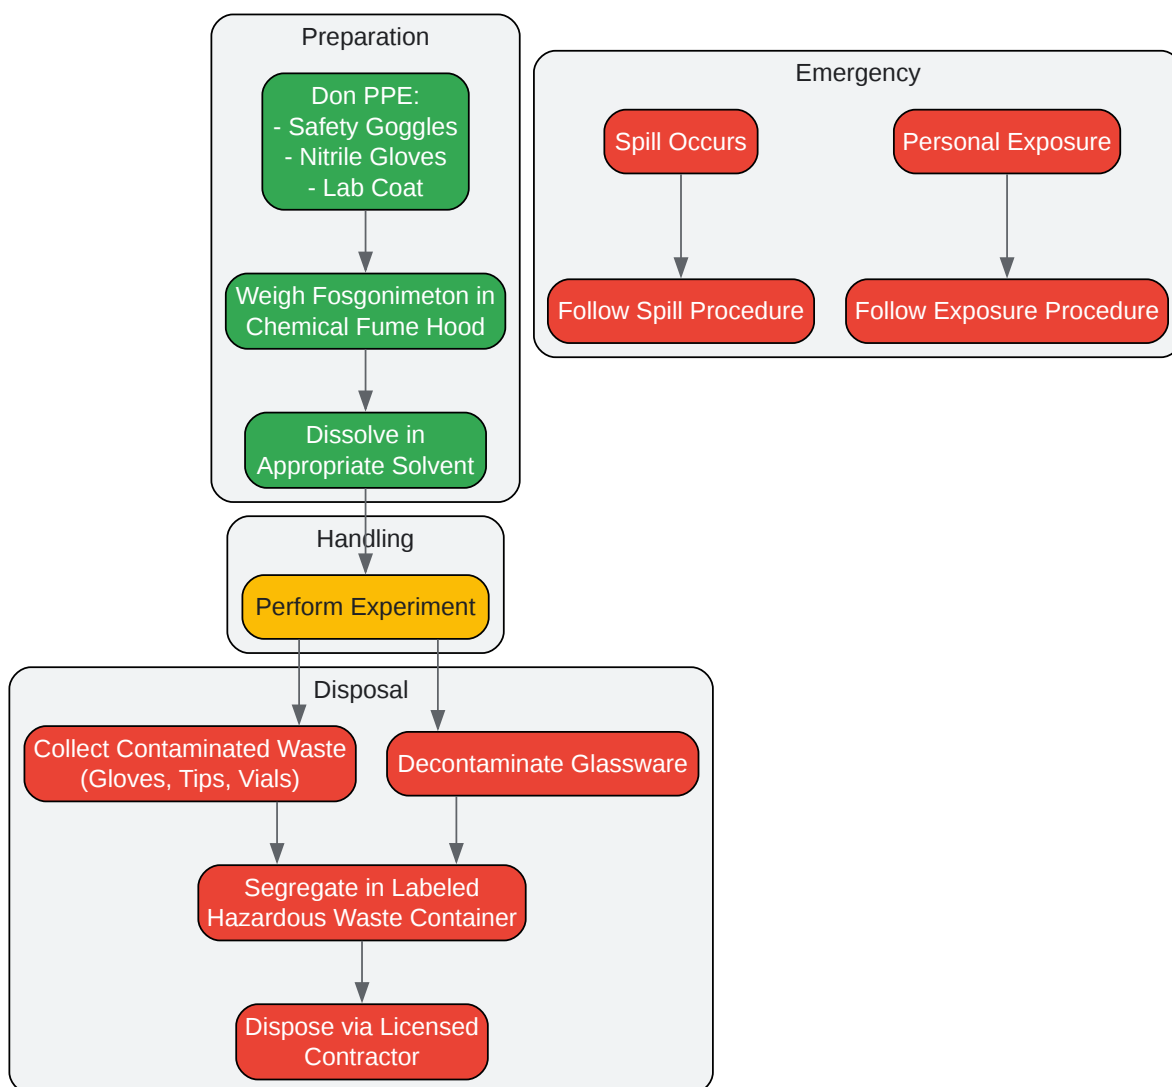 Preparation
Don PPE:
- Safety Goggles
- Nitrile Gloves
- Lab Coat
Weigh Fosgonimeton in
Chemical Fume Hood
Dissolve in
Appropriate Solvent
Handling
Perform Experiment
Disposal
Collect Contaminated Waste
(Gloves, Tips, Vials)
Decontaminate Glassware
Segregate in Labeled
Hazardous Waste Container
Dispose via Licensed
Contractor
Emergency
Spill Occurs
Follow Spill Procedure
Personal Exposure
Follow Exposure Procedure